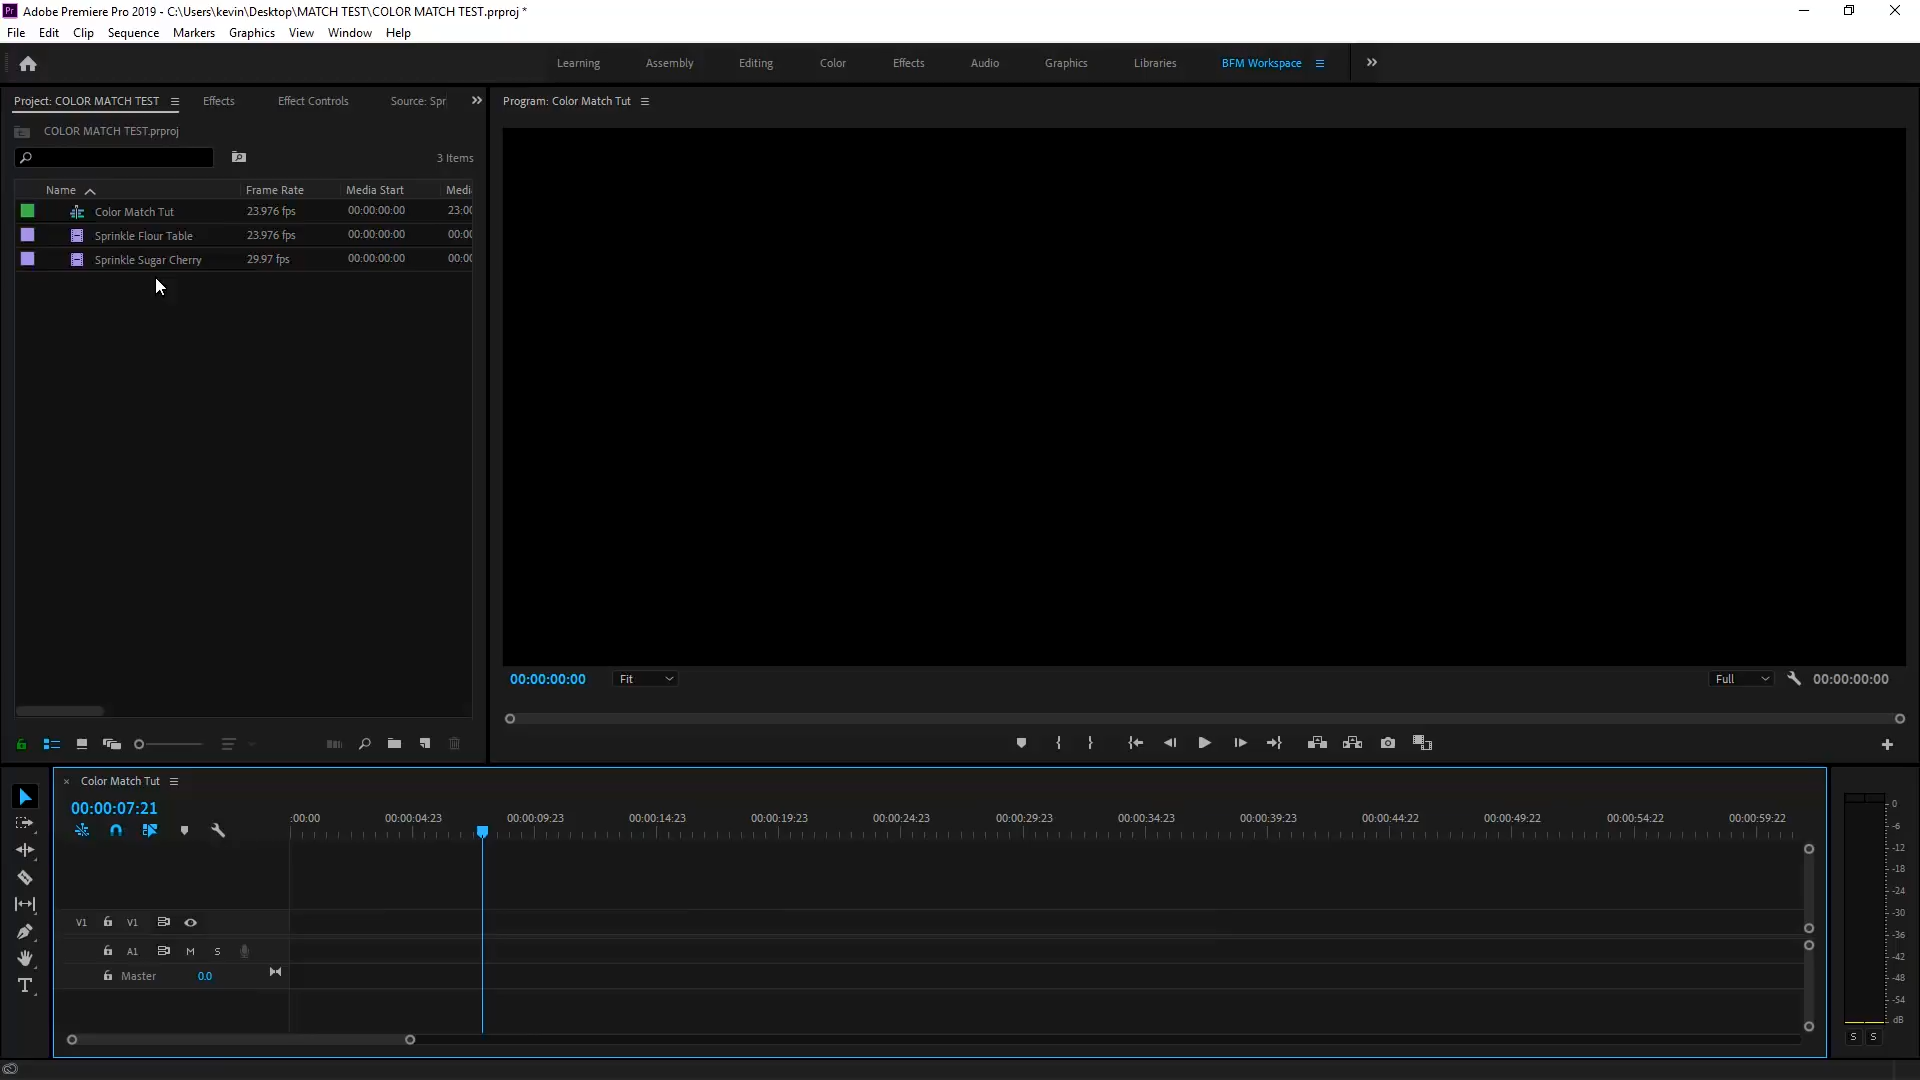 Pr Adobe Premiere Pro 2019 - C:\Users\kevin\Desktop\MATCH TEST\COLOR MATCH TEST.prproj *
File Edit Clip Sequence Markers Graphics View Window Help
Learning Assembly Editing Color Effects Audio Graphics Libraries BFM Workspace
Project: COLOR MATCH TEST Effects Effect Controls Source: Spr
Program: Color Match Tut
COLOR MATCH TEST.prproj
3 Items
Name Frame Rate Media Start Medi
Color Match Tut 23.976 fps 00:00:00:00 23:00
Sprinkle Flour Table 23.976 fps 00:00:00:00 00:00
Sprinkle Sugar Cherry 29.97 fps 00:00:00:00 00:00
00:00:00:00 Fit Full 00:00:00:00
Color Match Tut
00:00:07:21
:00:00 00:00:04:23 00:00:09:23 00:00:14:23 00:00:19:23 00:00:24:23 00:00:29:23 00:00:34:23 00:00:39:23 00:00:44:22 00:00:49:22 00:00:54:22 00:00:59:22
V1 V1
A1 M S
Master 0.0
0
-6
-12
-18
-24
-30
-36
-42
-48
-54
dB
S S